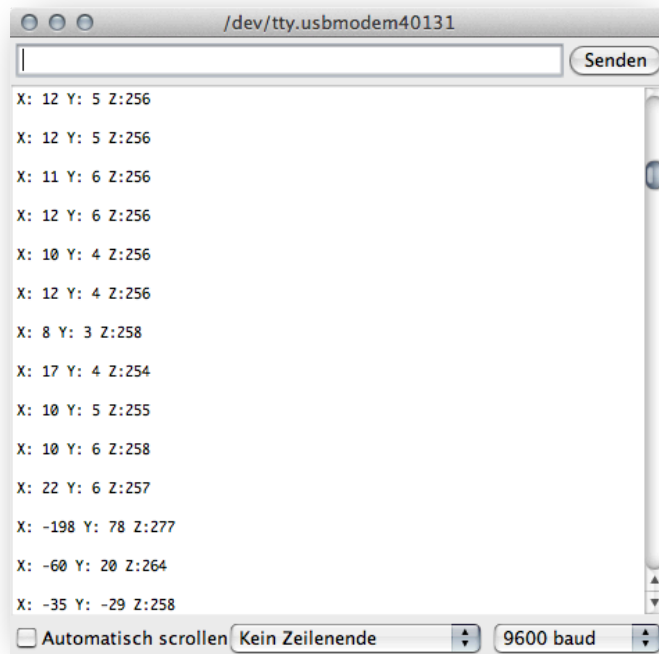 /dev/tty.usbmodem40131
Senden
X: 12 Y: 5 Z:256
X: 12 Y: 5 Z:256
X: 11 Y: 6 Z:256
X: 12 Y: 6 Z:256
X: 10 Y: 4 Z:256
X: 12 Y: 4 Z:256
X: 8 Y: 3 Z:258
X: 17 Y: 4 Z:254
X: 10 Y: 5 Z:255
X: 10 Y: 6 Z:258
X: 22 Y: 6 Z:257
X: -198 Y: 78 Z:277
X: -60 Y: 20 Z:264
X: -35 Y: -29 Z:258
Automatisch scrollen Kein Zeilenende 9600 baud